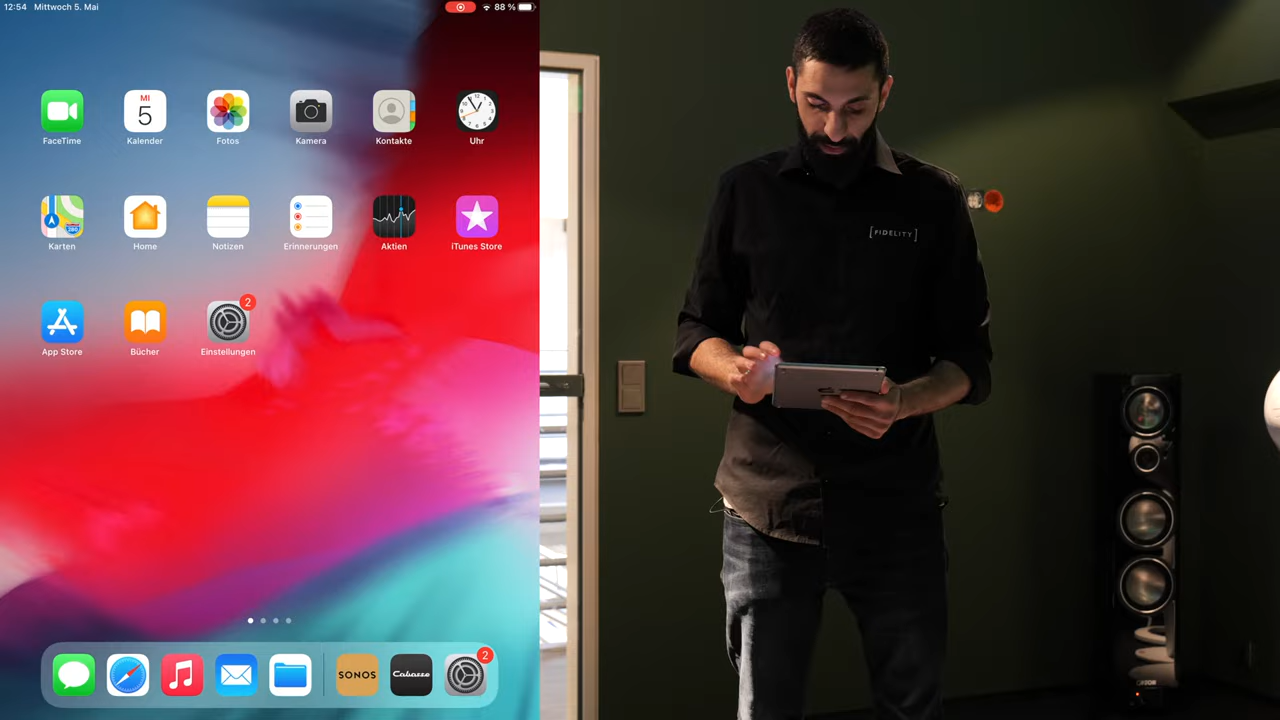 12:54 Mittwoch 5. Mai
88 %
MI
5
FaceTime
Kalender
Fotos
Kamera
Kontakte
Uhr
Karten
Home
Notizen
Erinnerungen
Aktien
iTunes Store
2
App Store
Bücher
Einstellungen
SONOS
Cabasse
2
[FIDELITY]